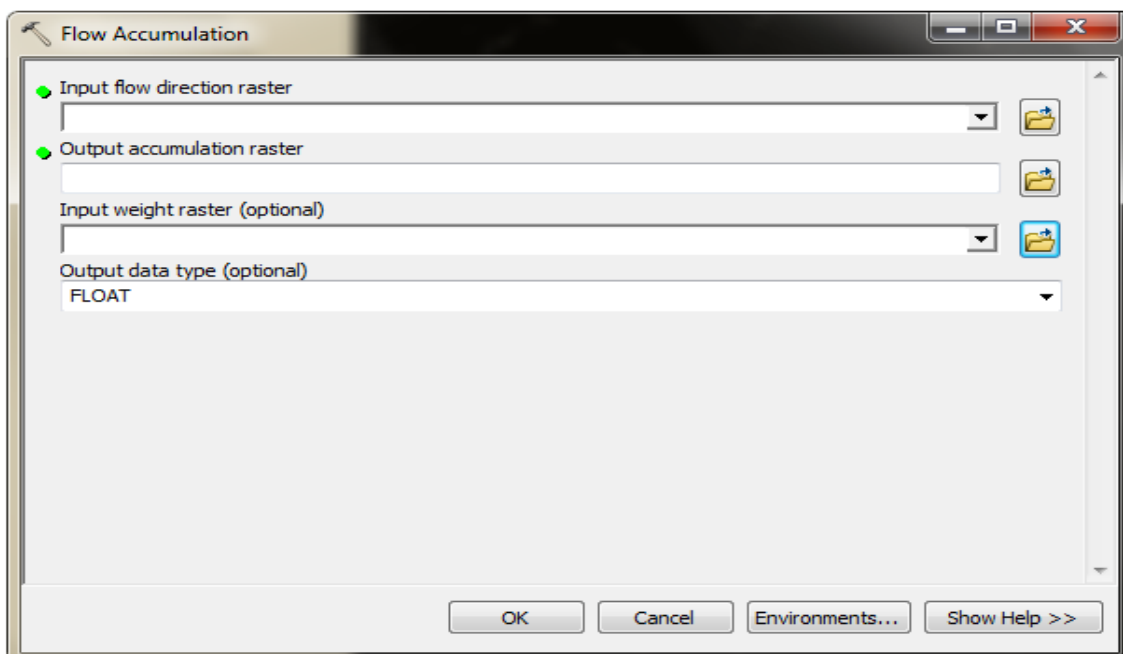 Flow Accumulation
Input flow direction raster
Output accumulation raster
Input weight raster (optional)
Output data type (optional)
FLOAT
OK Cancel Environments... Show Help >>